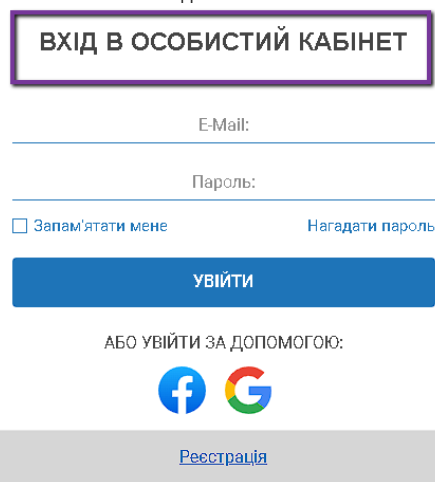 ВХІД В ОСОБИСТИЙ КАБІНЕТ
E-Mail:
Пароль:
Запам'ятати мене Нагадати пароль
УВІЙТИ
АБО УВІЙТИ ЗА ДОПОМОГОЮ:
Реєстрація